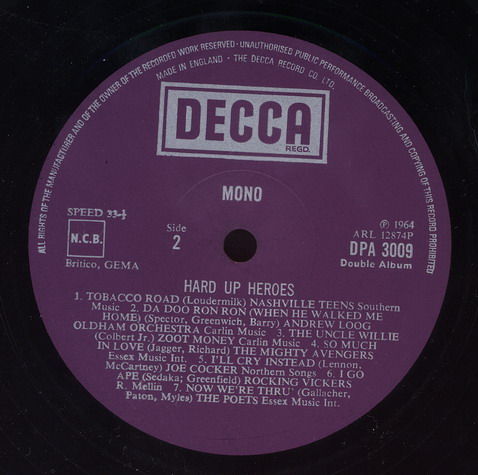 ALL RIGHTS OF THE MANUFACTURER AND OF THE OWNER OF THE RECORDED WORK RESERVED · UNAUTHORISED PUBLIC PERFORMANCE BROADCASTING AND COPYING OF THIS RECORD PROHIBITED
MADE IN ENGLAND · THE DECCA RECORD CO. LTD.
DECCA
REGD.
MONO
SPEED 33⅓
N.C.B.
Britico, GEMA
Side
2
℗ 1964
ARL 12874P
DPA 3009
Double Album
HARD UP HEROES
1. TOBACCO ROAD (Loudermilk) NASHVILLE TEENS Southern
Music 2. DA DOO RON RON (WHEN HE WALKED ME
HOME) (Spector, Greenwich, Barry) ANDREW LOOG
OLDHAM ORCHESTRA Carlin Music 3. THE UNCLE WILLIE
(Colbert Jr.) ZOOT MONEY Carlin Music 4. SO MUCH
IN LOVE (Jagger, Richard) THE MIGHTY AVENGERS
Essex Music Int. 5. I'LL CRY INSTEAD (Lennon,
McCartney) JOE COCKER Northern Songs 6. I GO
APE (Sedaka; Greenfield) ROCKING VICKERS
R. Mellin 7. NOW WE'RE THRU' (Gallacher,
Paton, Myles) THE POETS Essex Music Int.